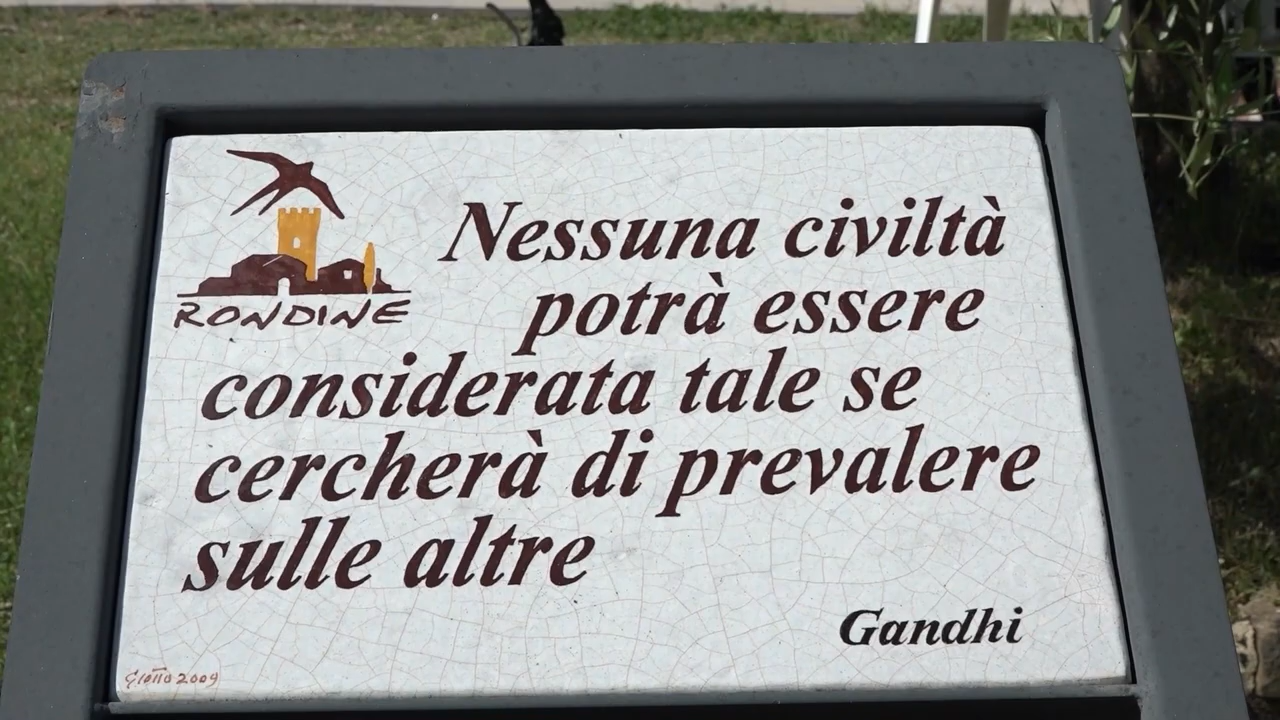 RONDINE
Nessuna civiltà
potrà essere
considerata tale se
cercherà di prevalere
sulle altre
Gandhi
Giotto 2009